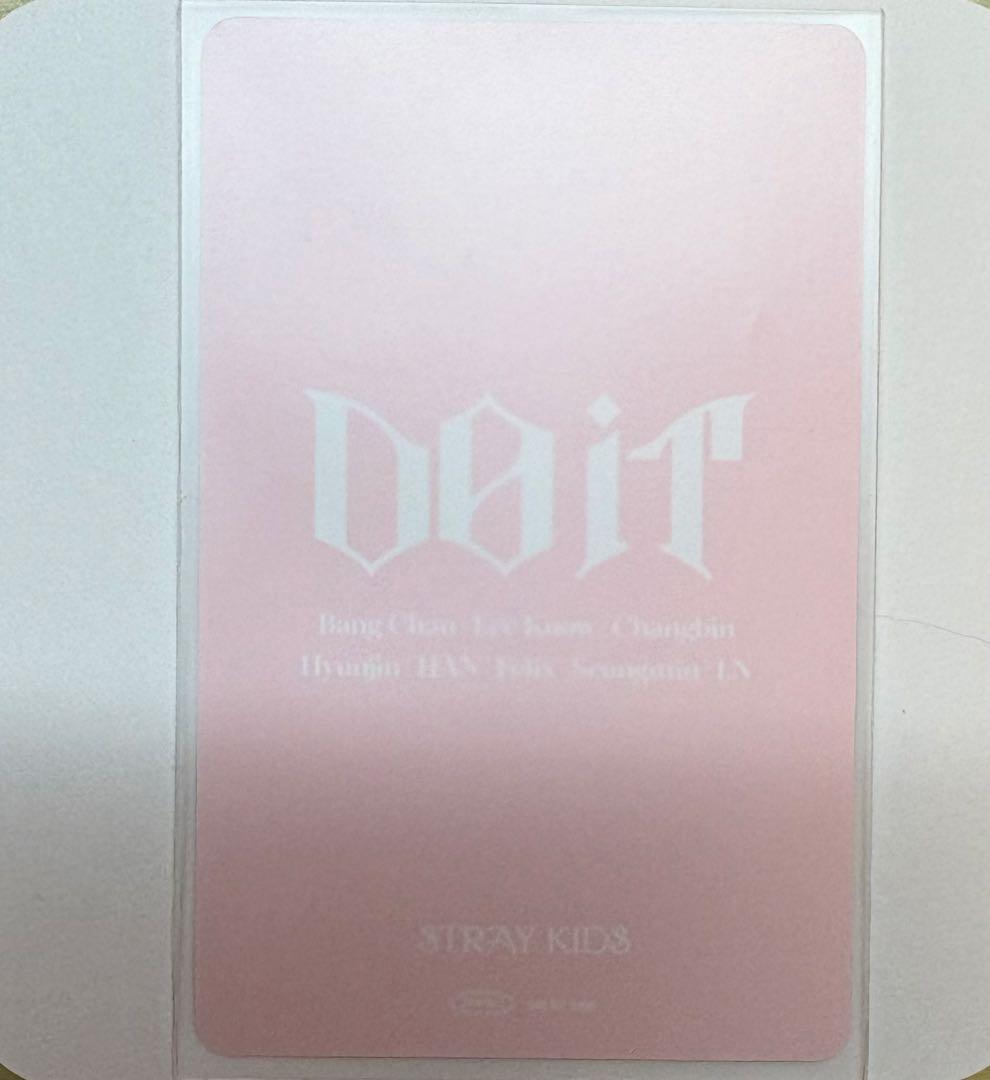 DO iT
Bang Chan Lee Know Changbin
Hyunjin HAN Felix Seungmin I.N
STRAY KIDS